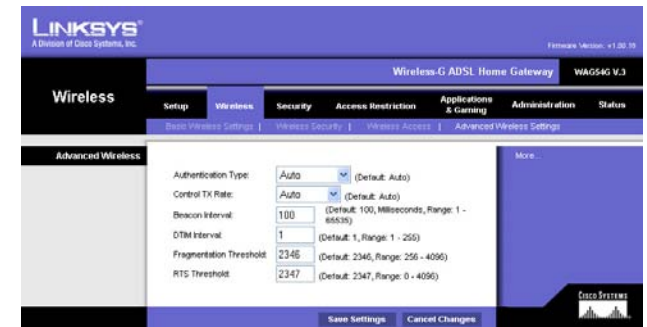 LINKSYS®
A Division of Cisco Systems, Inc.
Firmware Version: v1.00.19
Wireless-G ADSL Home Gateway WAG54G V.3
Wireless
Setup Wireless Security Access Restriction Applications & Gaming Administration Status
Basic Wireless Settings | Wireless Security | Wireless Access | Advanced Wireless Settings
Advanced Wireless
More...
Authentication Type: Auto (Default: Auto)
Control TX Rate: Auto (Default: Auto)
Beacon Interval: 100 (Default: 100, Milliseconds, Range: 1 - 65535)
DTIM Interval: 1 (Default: 1, Range: 1 - 255)
Fragmentation Threshold: 2346 (Default: 2346, Range: 256 - 4096)
RTS Threshold: 2347 (Default: 2347, Range: 0 - 4096)
Save Settings Cancel Changes
CISCO SYSTEMS